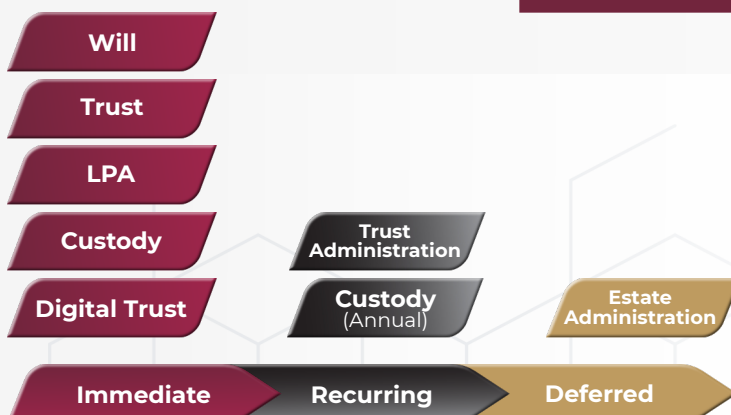 Will
Trust
LPA
Custody
Trust
Administration
Digital Trust
Custody
(Annual)
Estate
Administration
Immediate
Recurring
Deferred